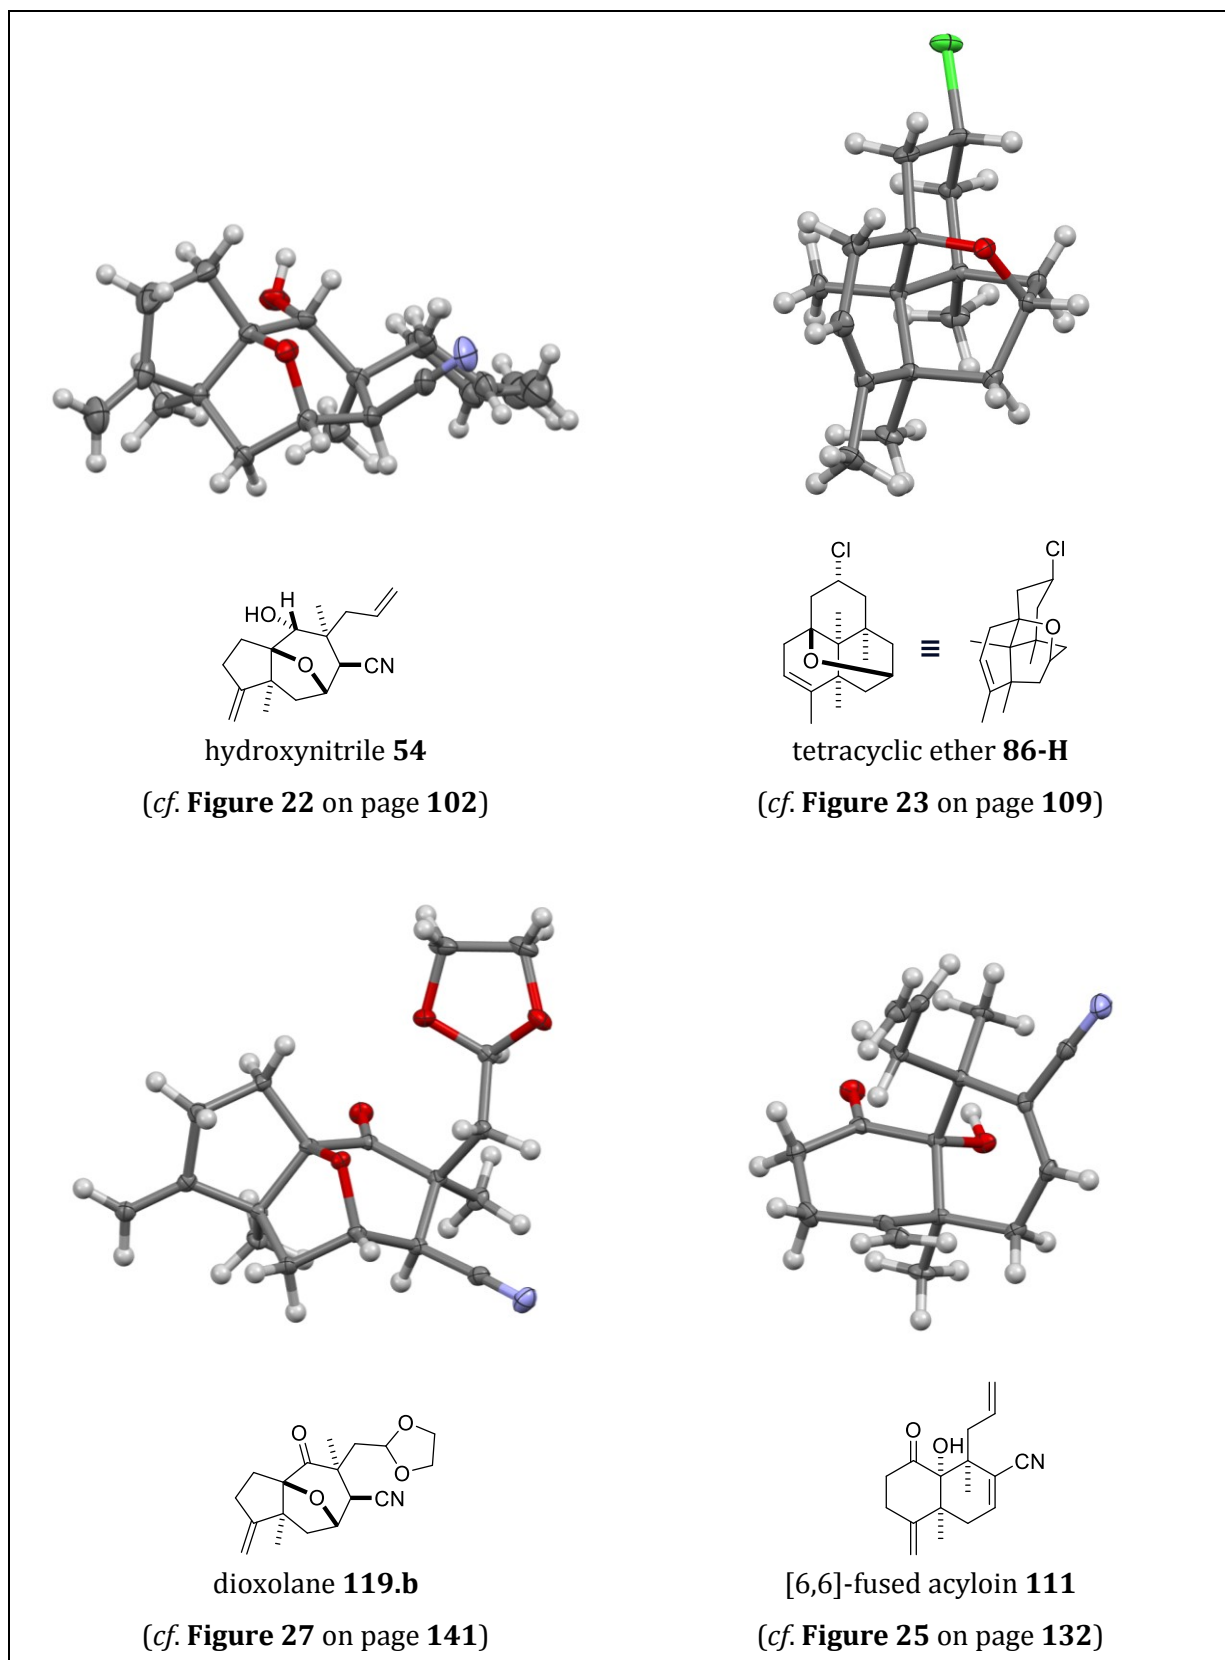 H
HO
O
CN
hydroxynitrile 54
(cf. Figure 22 on page 102)
Cl
O
≡
Cl
O
tetracyclic ether 86-H
(cf. Figure 23 on page 109)
O
O
O
O
CN
dioxolane 119.b
(cf. Figure 27 on page 141)
O
OH
CN
[6,6]-fused acyloin 111
(cf. Figure 25 on page 132)